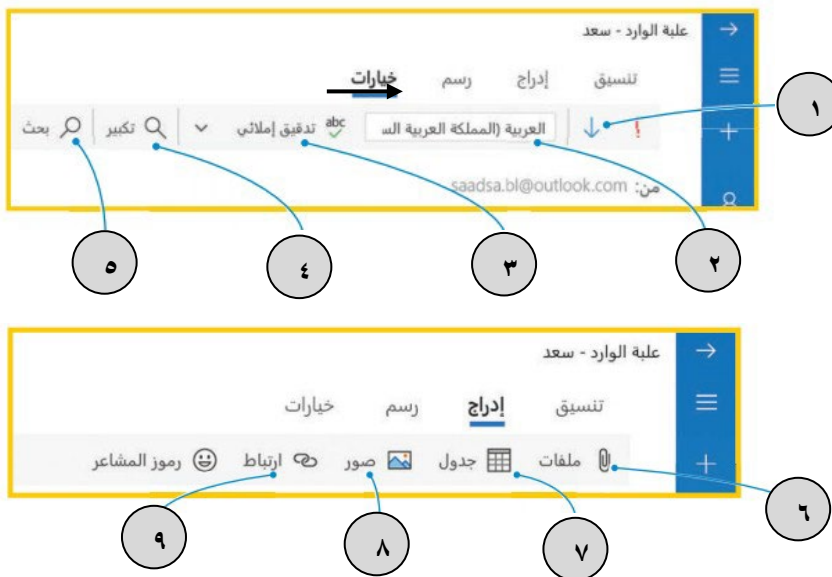 علبة الوارد - سعد
تنسيق إدراج رسم خيارات
! العربية (المملكة العربية الس abc تدقيق إملائي تكبير بحث
١
من: saadsa.bl@outlook.com
٢ ٣ ٤ ٥
علبة الوارد - سعد
تنسيق إدراج رسم خيارات
ملفات جدول صور ارتباط رموز المشاعر
٦ ٧ ٨ ٩